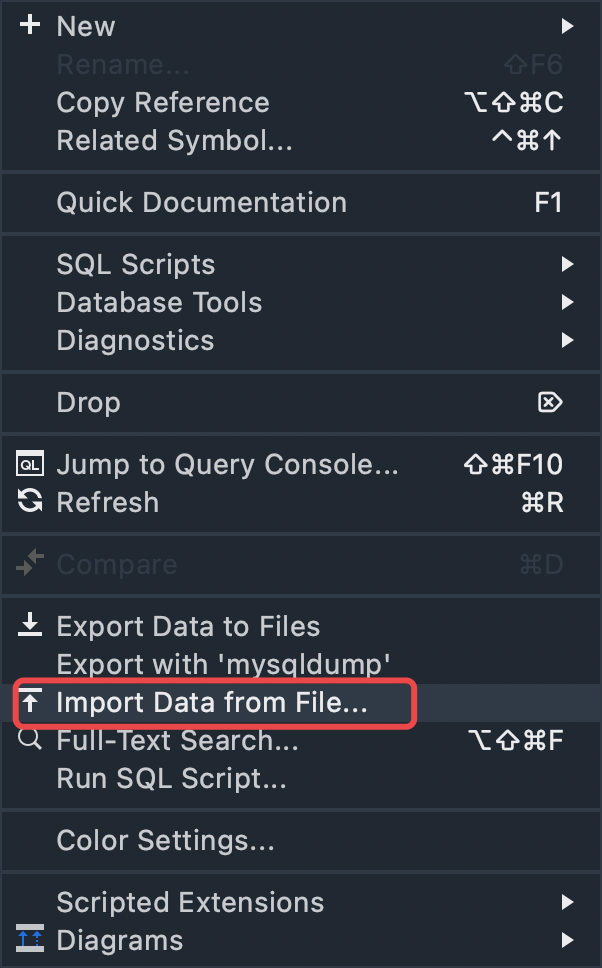 New
Rename... ⇧F6
Copy Reference ⌥⇧⌘C
Related Symbol... ^⌘↑
Quick Documentation F1
SQL Scripts
Database Tools
Diagnostics
Drop ⌦
QL Jump to Query Console... ⇧⌘F10
Refresh ⌘R
Compare ⌘D
Export Data to Files
Export with 'mysqldump'
Import Data from File...
Full-Text Search... ⌥⇧⌘F
Run SQL Script...
Color Settings...
Scripted Extensions
Diagrams